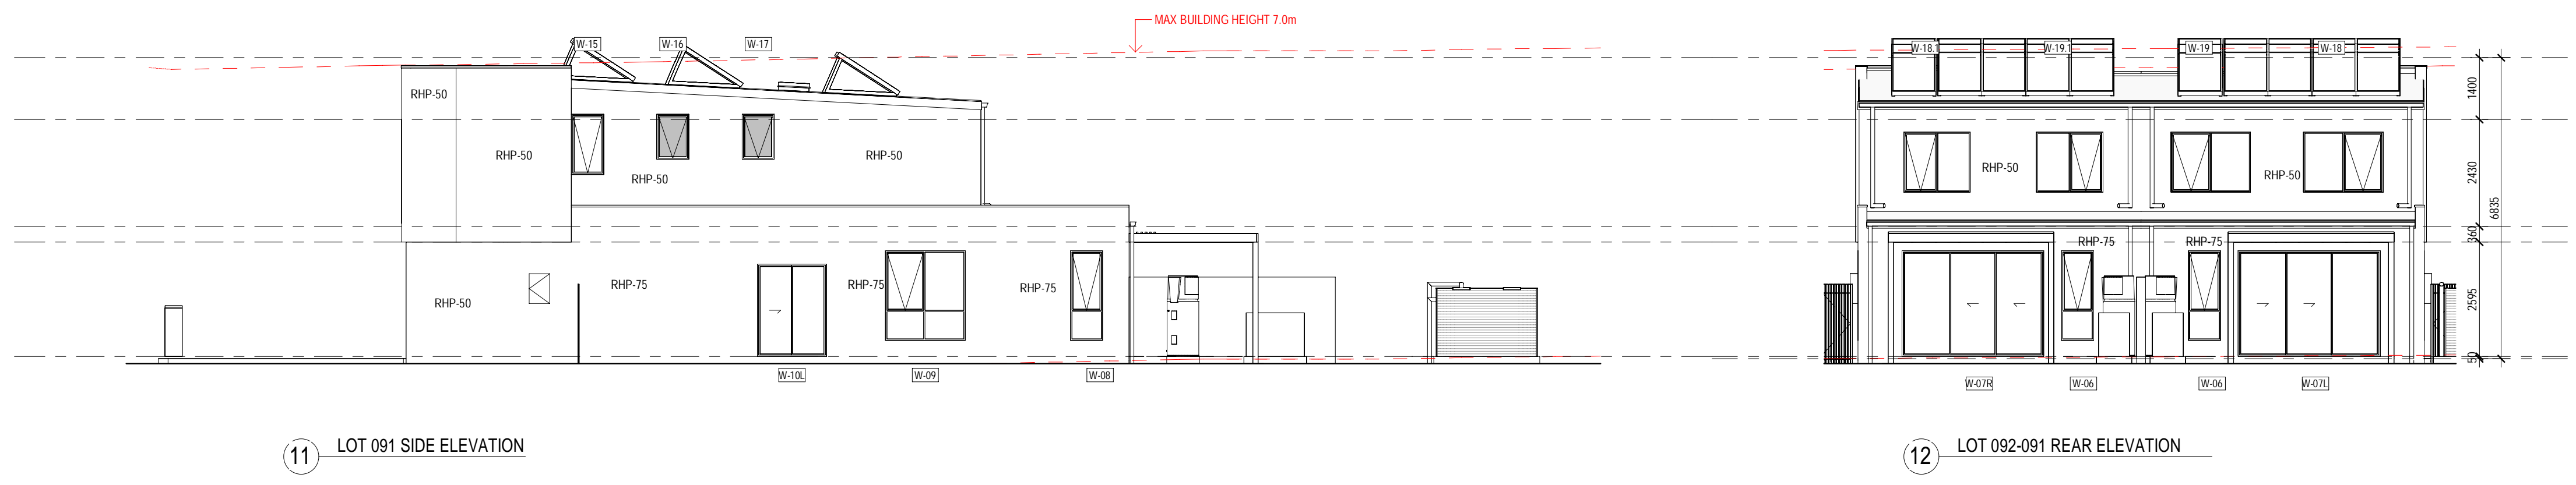 MAX BUILDING HEIGHT 7.0m
W-15
W-16
W-17
RHP-50
RHP-50
RHP-50
RHP-50
RHP-50
RHP-75
RHP-75
RHP-75
W-10L
W-09
W-08
11
LOT 091 SIDE ELEVATION
W-18.1
W-19.1
W-19
W-18
RHP-50
RHP-50
RHP-75
RHP-75
1400
2430
360
2595
50
6835
W-07R
W-06
W-06
W-07L
12
LOT 092-091 REAR ELEVATION